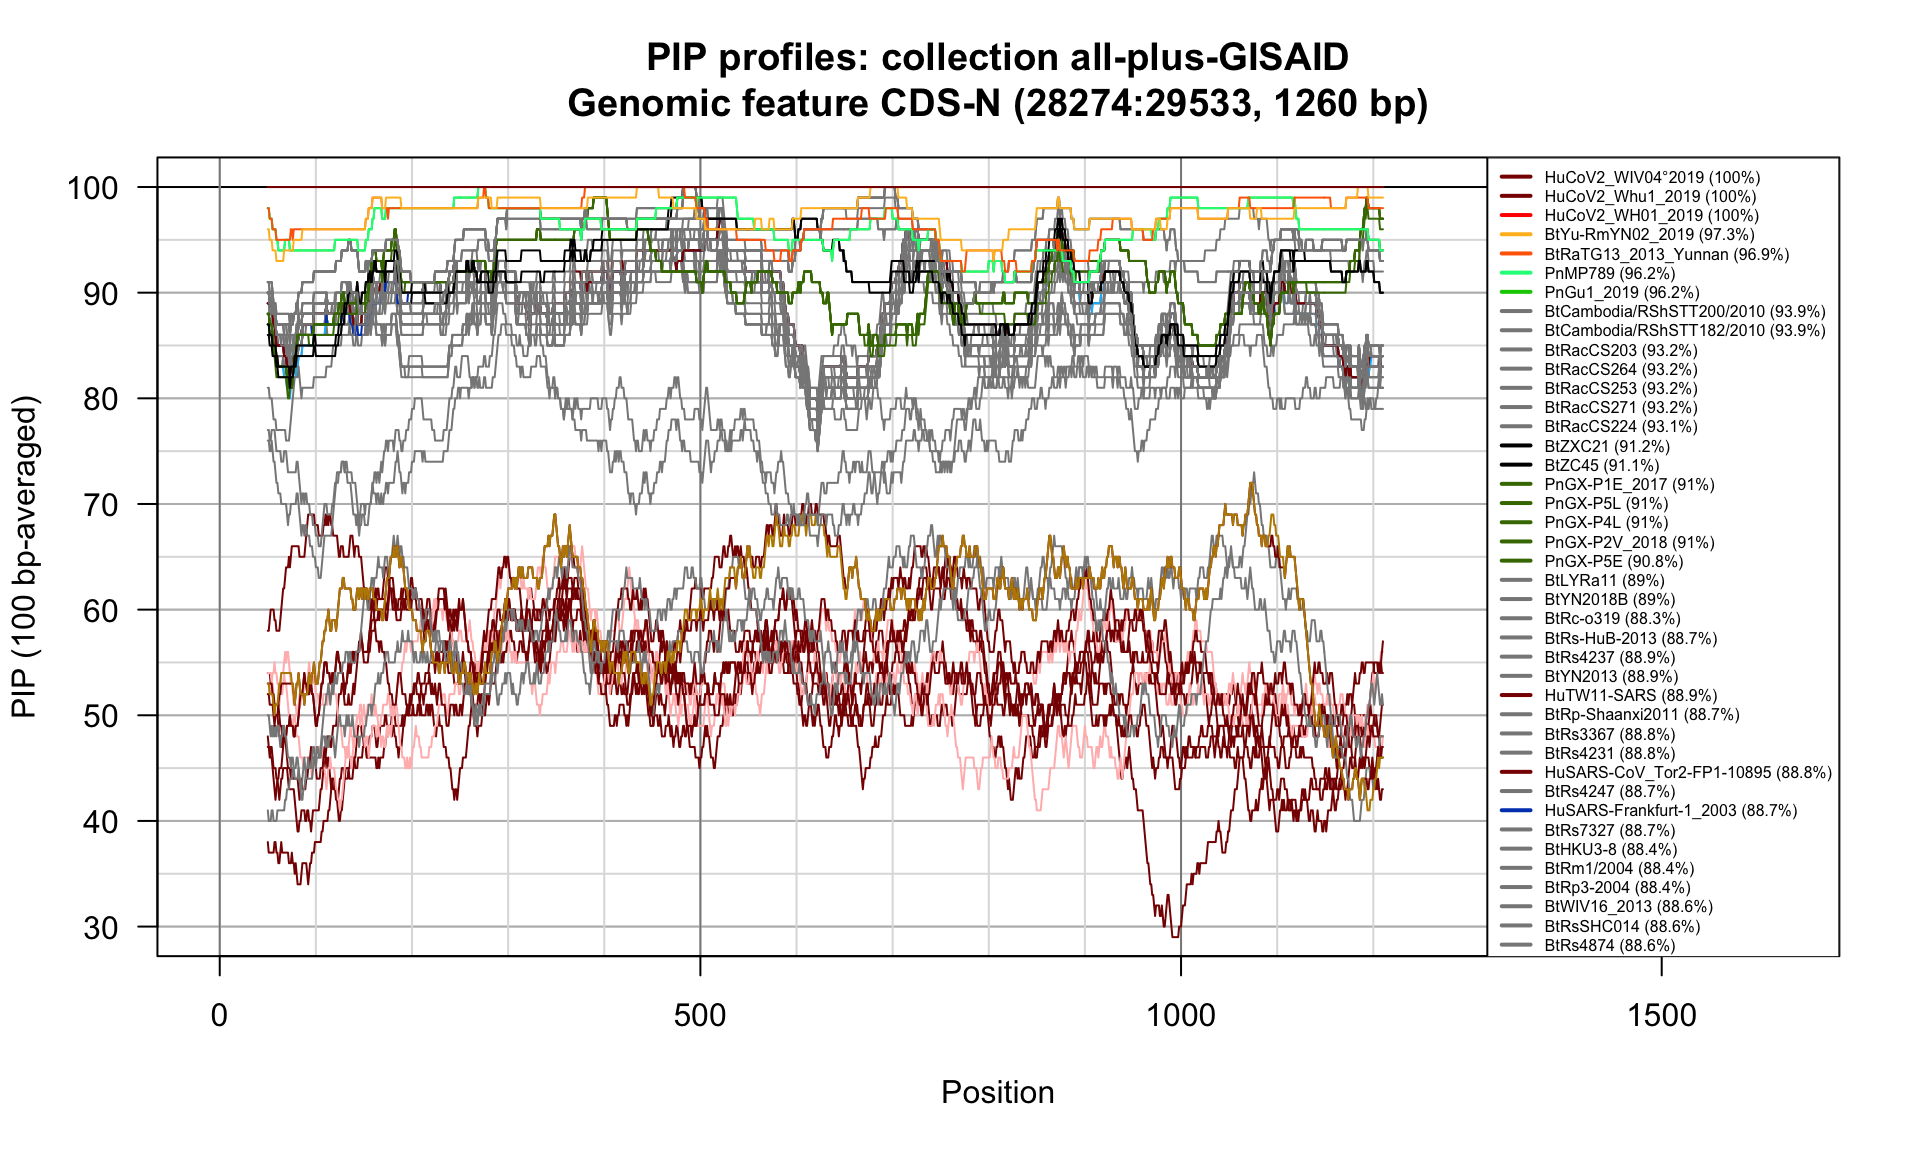 PIP profiles: collection all-plus-GISAID
Genomic feature CDS-N (28274:29533, 1260 bp)
PIP (100 bp-averaged)
100
90
80
70
60
50
40
30
0
500
1000
1500
Position
HuCoV2_WIV04°2019 (100%)
HuCoV2_Whu1_2019 (100%)
HuCoV2_WH01_2019 (100%)
BtYu-RmYN02_2019 (97.3%)
BtRaTG13_2013_Yunnan (96.9%)
PnMP789 (96.2%)
PnGu1_2019 (96.2%)
BtCambodia/RShSTT200/2010 (93.9%)
BtCambodia/RShSTT182/2010 (93.9%)
BtRacCS203 (93.2%)
BtRacCS264 (93.2%)
BtRacCS253 (93.2%)
BtRacCS271 (93.2%)
BtRacCS224 (93.1%)
BtZXC21 (91.2%)
BtZC45 (91.1%)
PnGX-P1E_2017 (91%)
PnGX-P5L (91%)
PnGX-P4L (91%)
PnGX-P2V_2018 (91%)
PnGX-P5E (90.8%)
BtLYRa11 (89%)
BtYN2018B (89%)
BtRc-o319 (88.3%)
BtRs-HuB-2013 (88.7%)
BtRs4237 (88.9%)
BtYN2013 (88.9%)
HuTW11-SARS (88.9%)
BtRp-Shaanxi2011 (88.7%)
BtRs3367 (88.8%)
BtRs4231 (88.8%)
HuSARS-CoV_Tor2-FP1-10895 (88.8%)
BtRs4247 (88.7%)
HuSARS-Frankfurt-1_2003 (88.7%)
BtRs7327 (88.7%)
BtHKU3-8 (88.4%)
BtRm1/2004 (88.4%)
BtRp3-2004 (88.4%)
BtWIV16_2013 (88.6%)
BtRsSHC014 (88.6%)
BtRs4874 (88.6%)